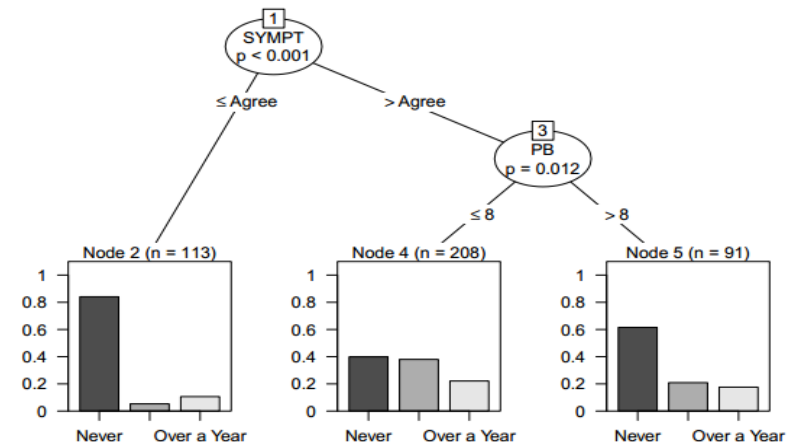 1
SYMPT
p < 0.001
≤ Agree
> Agree
3
PB
p = 0.012
≤ 8
> 8
Node 2 (n = 113)
1
0.8
0.6
0.4
0.2
0
Never
Over a Year
Node 4 (n = 208)
1
0.8
0.6
0.4
0.2
0
Never
Over a Year
Node 5 (n = 91)
1
0.8
0.6
0.4
0.2
0
Never
Over a Year